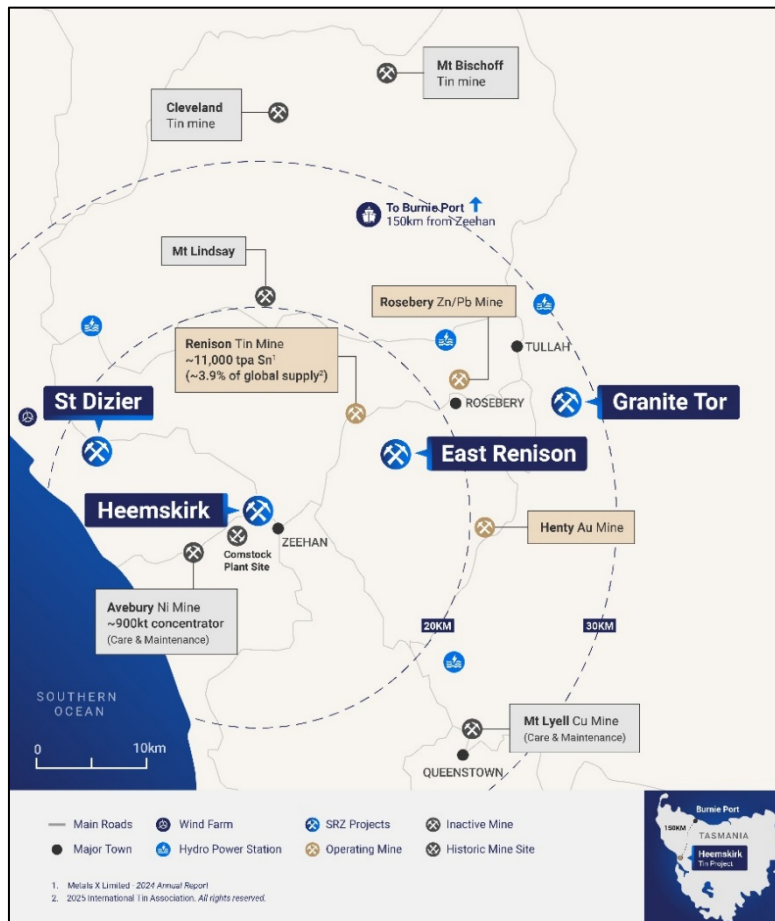 Mt Bischoff
Tin mine
Cleveland
Tin mine
To Burnie Port
150km from Zeehan
Mt Lindsay
Rosebery Zn/Pb Mine
Renison Tin Mine
~11,000 tpa Sn¹
(~3.9% of global supply²)
TULLAH
St Dizier
ROSEBERY
Granite Tor
East Renison
Heemskirk
ZEEHAN
Henty Au Mine
Comstock
Plant Site
Avebury Ni Mine
~900kt concentrator
(Care & Maintenance)
20KM
30KM
SOUTHERN
OCEAN
0 10km
Mt Lyell Cu Mine
(Care & Maintenance)
QUEENSTOWN
Main Roads
Wind Farm
SRZ Projects
Inactive Mine
Major Town
Hydro Power Station
Operating Mine
Historic Mine Site
1. Metals X Limited - 2024 Annual Report
2. 2025 International Tin Association. All rights reserved.
Burnie Port
150KM
TASMANIA
Heemskirk
Tin Project